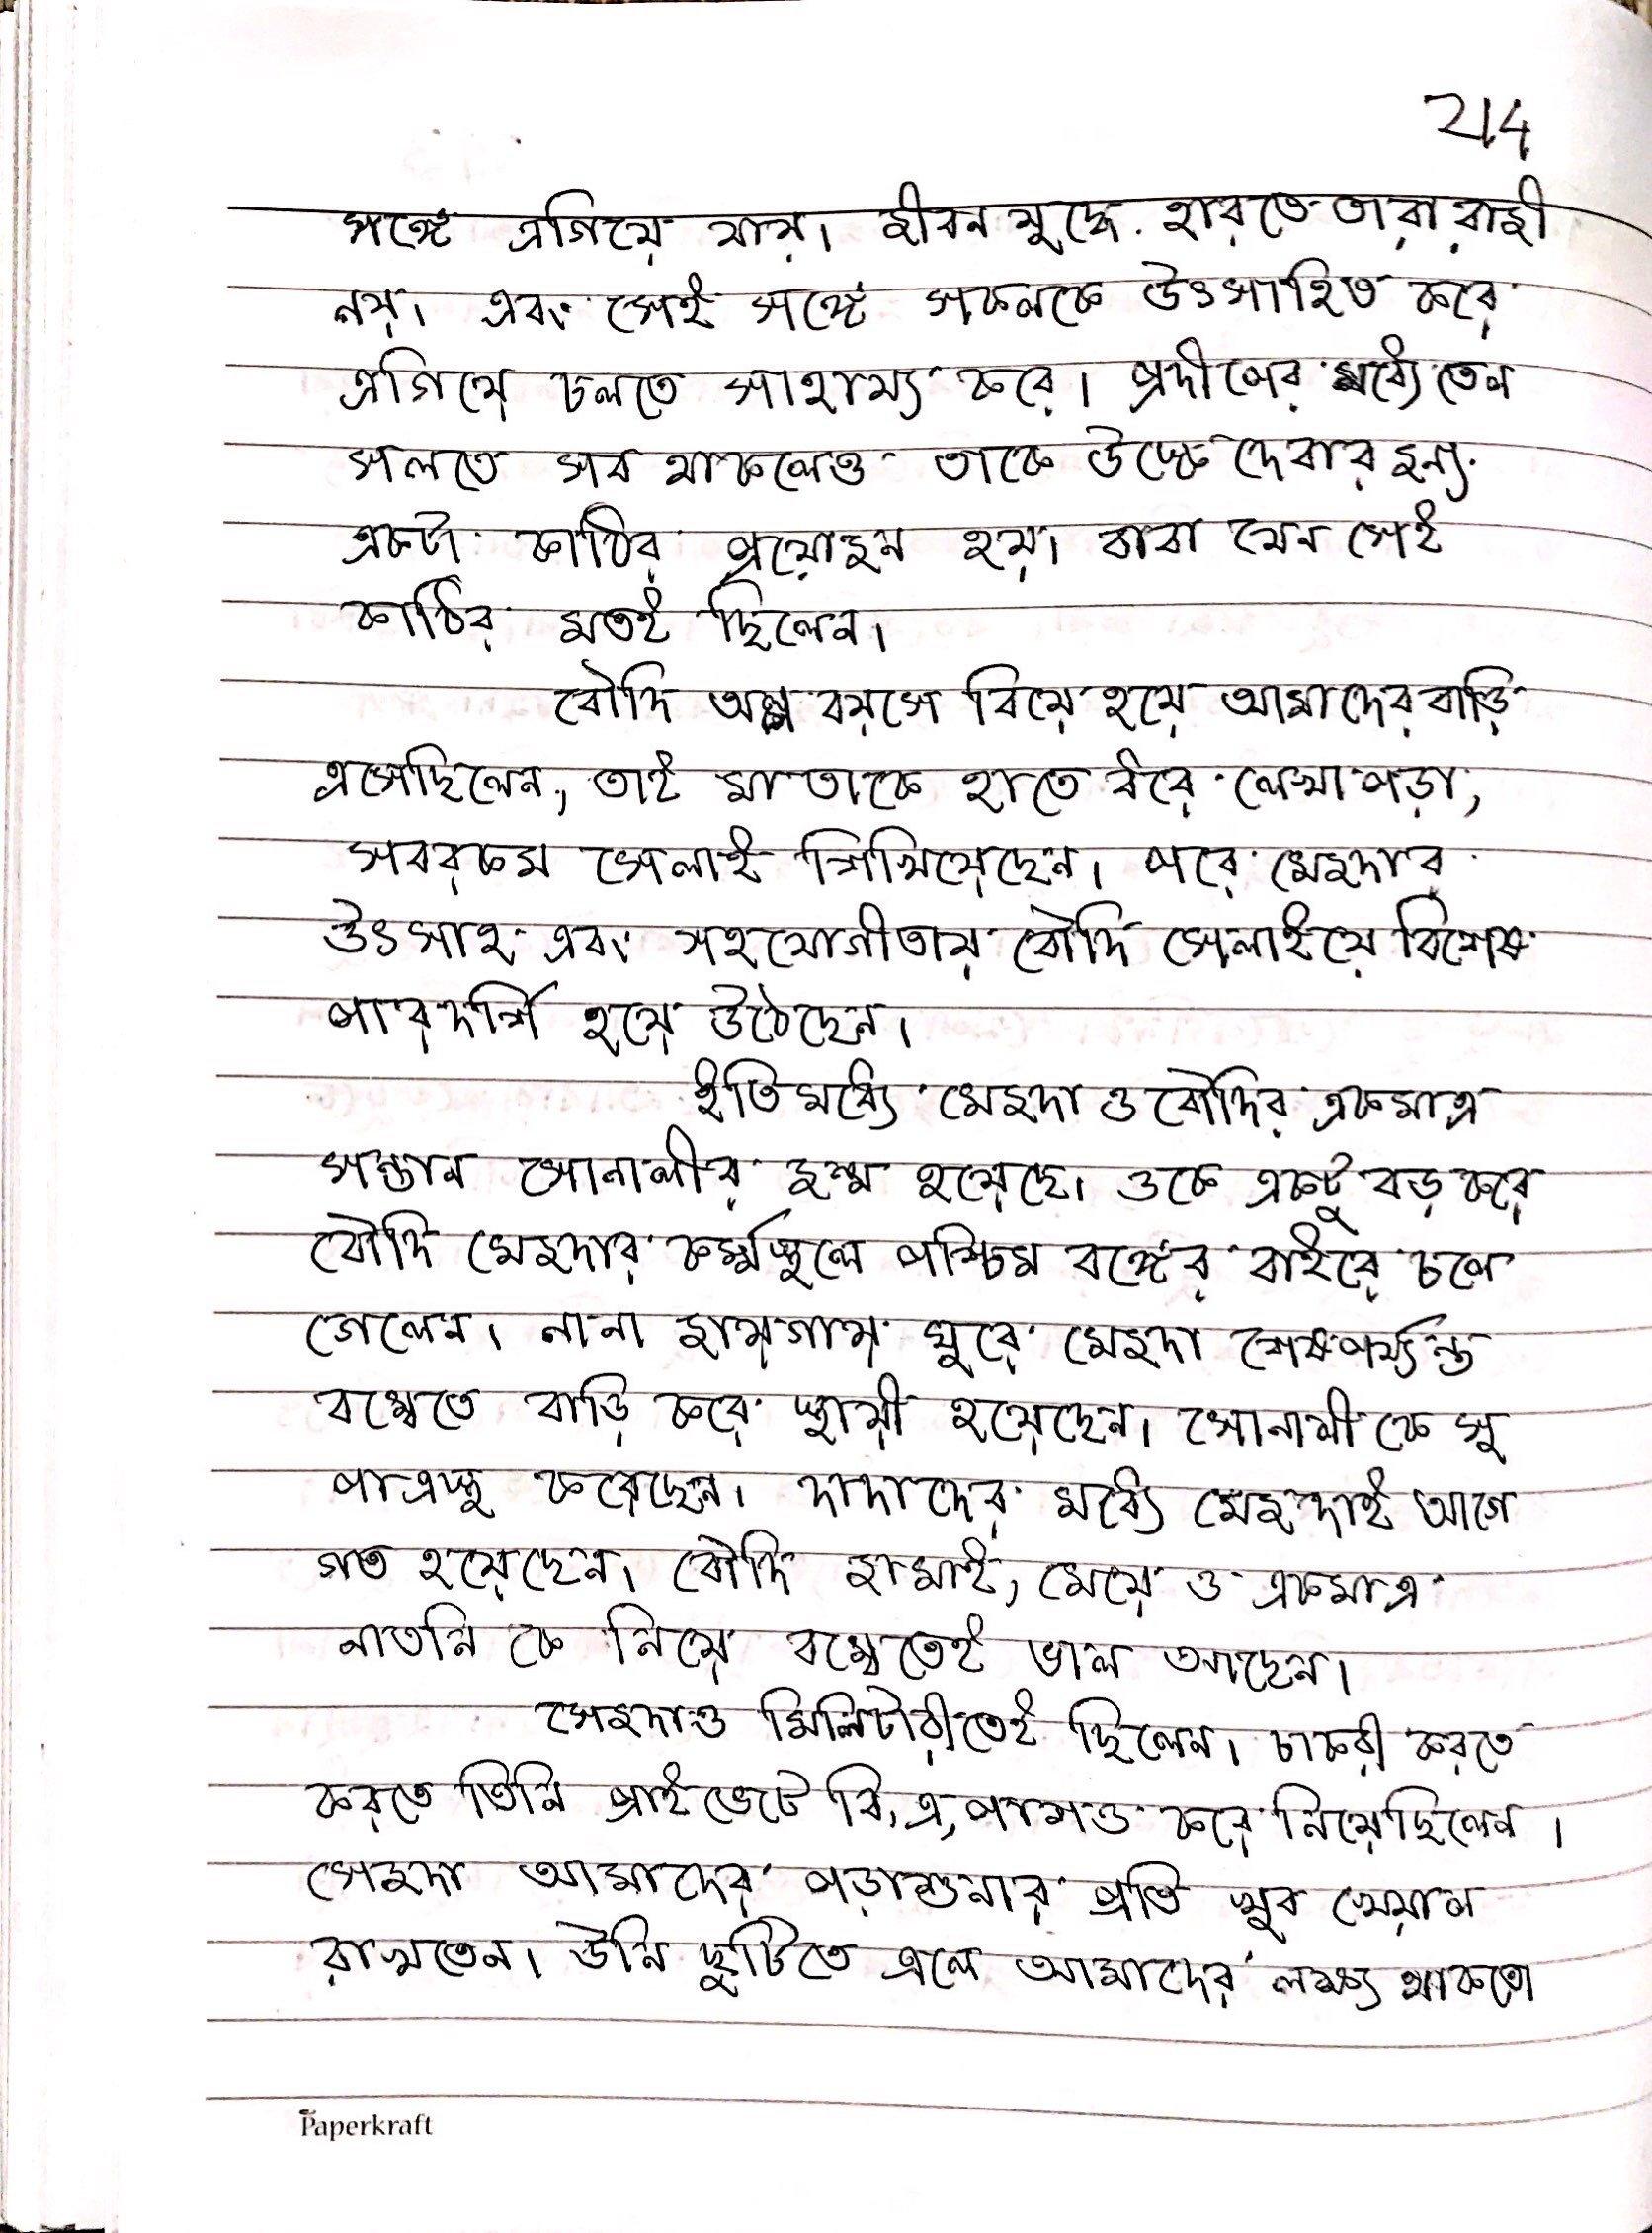 214
সঙ্গে এগিয়ে যায়। জীবন যুদ্ধে হারতে তারা রাজী
নয়। এবং সেই সঙ্গে সকলকে উৎসাহিত করে
এগিয়ে চলতে সাহায্য করে। প্রদীপের মধ্যে তেল
সলতে সব থাকলেও তাকে উস্কে দেবার জন্য
একটা কাঠির প্রয়োজন হয়। বাবা যেন সেই
কাঠির মতই ছিলেন।
বৌদি অল্প বয়সে বিয়ে হয়ে আমাদের বাড়ি
এসেছিলেন, তাই মা তাকে হাতে ধরে লেখাপড়া,
সবরকম সেলাই শিখিয়েছেন। পরে মেজদার
উৎসাহ এবং সহযোগীতায় বৌদি সেলাইয়ে বিশেষ
পারদর্শি হয়ে উঠেছেন।
ইতিমধ্যে মেজদা ও বৌদির একমাত্র
সন্তান সোনালীর জন্ম হয়েছে। ওকে একটু বড় করে
বৌদি মেজদার কর্ম্মস্থলে পশ্চিম বঙ্গের বাইরে চলে
গেলেন। নানা জায়গায় ঘুরে মেজদা শেষপর্য্যন্ত
বম্বেতে বাড়ি করে স্থায়ী হয়েছেন। সোনালী কে সু
পাত্রস্থ করেছেন। দাদাদের মধ্যে মেজদাই আগে
গত হয়েছেন। বৌদি জামাই, মেয়ে ও একমাত্র
নাতনি কে নিয়ে বম্বেতেই ভাল আছেন।
সেজদাও মিলিটারীতেই ছিলেন। চাকরী করতে
করতে তিনি প্রাইভেটে বি,এ,পাসও করে নিয়েছিলেন।
সেজদা আমাদের পড়াশুনার প্রতি খুব খেয়াল
রাখতেন। উনি ছুটিতে এলে আমাদের লক্ষ্য থাকতো
Paperkraft